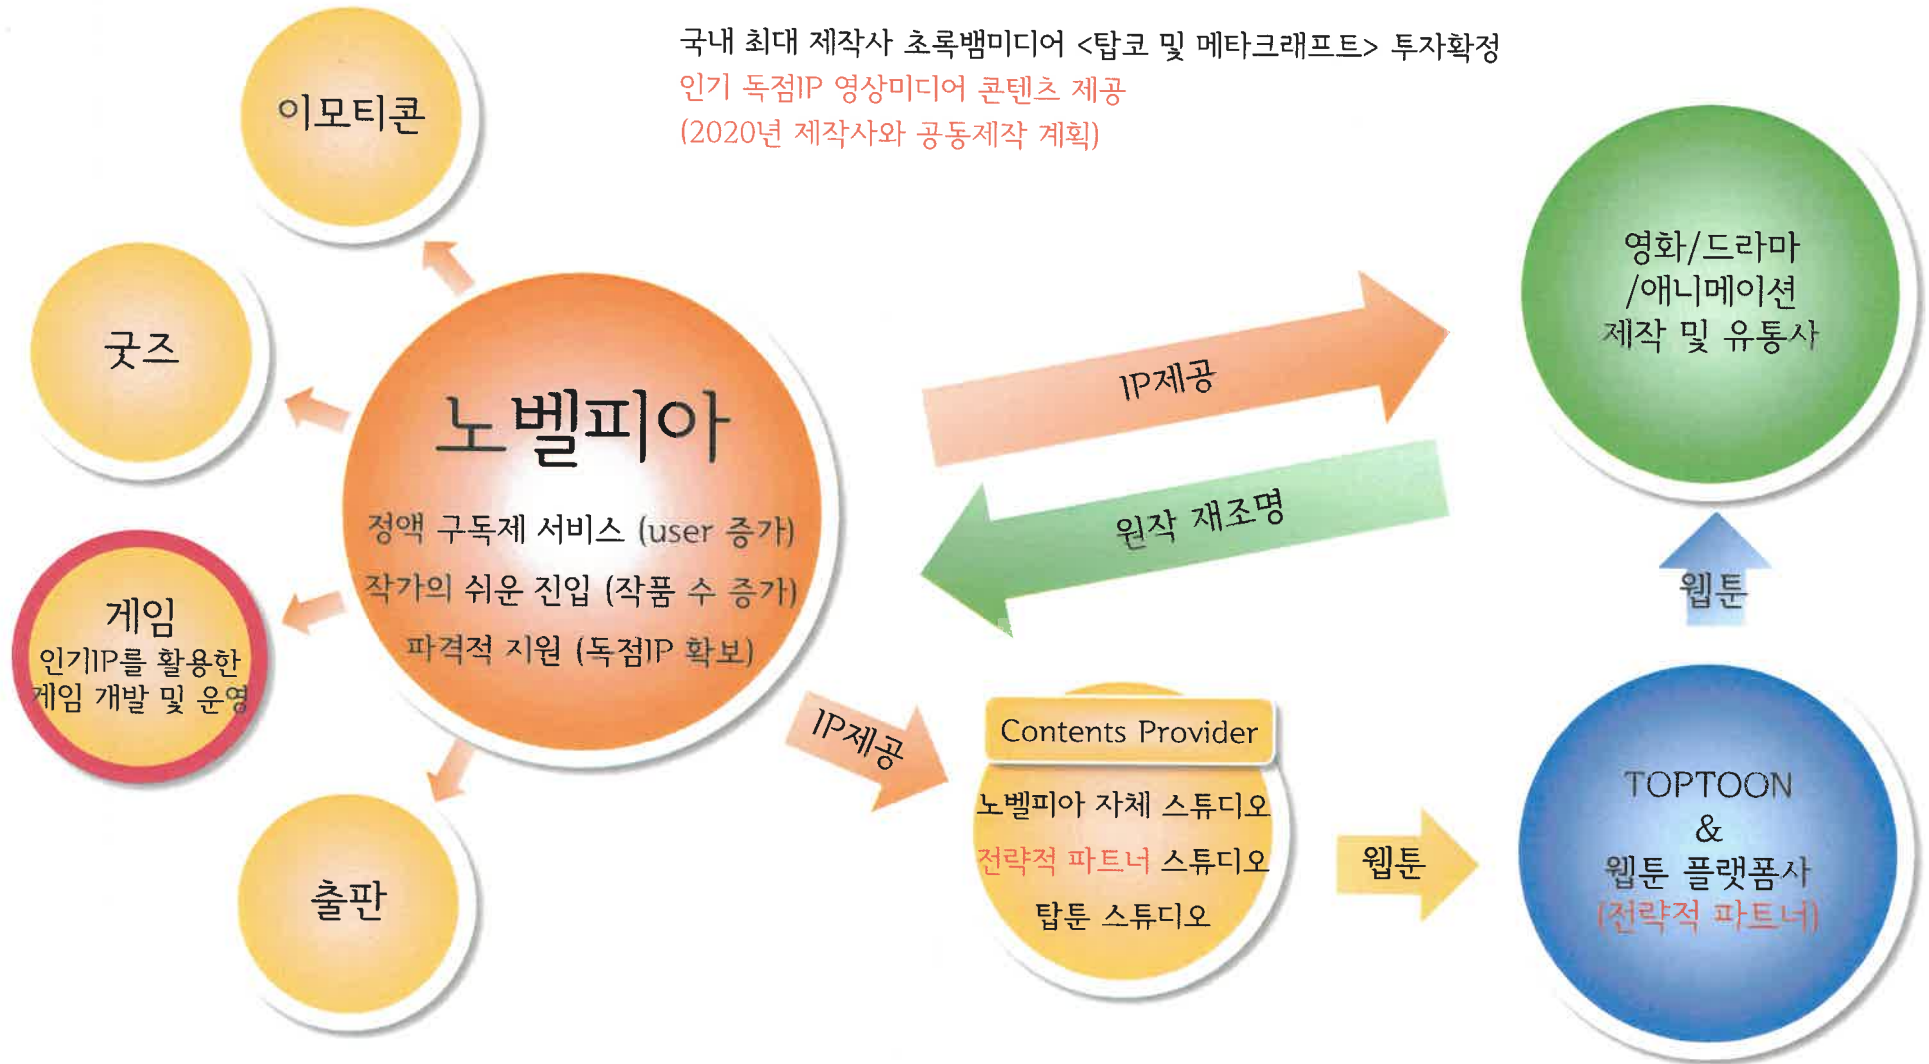 국내 최대 제작사 초록뱀미디어 <탑코 및 메타크래프트> 투자확정
인기 독점IP 영상미디어 콘텐츠 제공
(2020년 제작사와 공동제작 계획)
이모티콘
굿즈
게임
인기IP를 활용한
게임 개발 및 운영
출판
노벨피아
정액 구독제 서비스 (user 증가)
작가의 쉬운 진입 (작품 수 증가)
파격적 지원 (독점IP 확보)
IP제공
원작 재조명
IP제공
영화/드라마
/애니메이션
제작 및 유통사
웹툰
Contents Provider
노벨피아 자체 스튜디오
전략적 파트너 스튜디오
탑툰 스튜디오
웹툰
TOPTOON
&
웹툰 플랫폼사
(전략적 파트너)